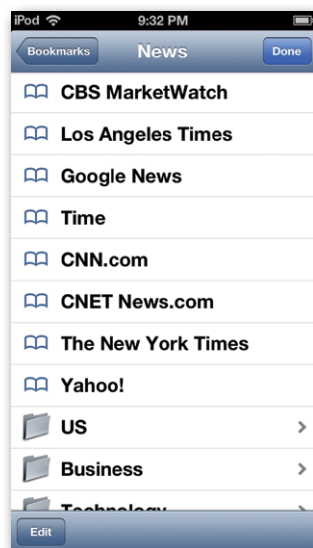 iPod 9:32 PM
Bookmarks News Done
CBS MarketWatch
Los Angeles Times
Google News
Time
CNN.com
CNET News.com
The New York Times
Yahoo!
US
Business
Technology
Edit